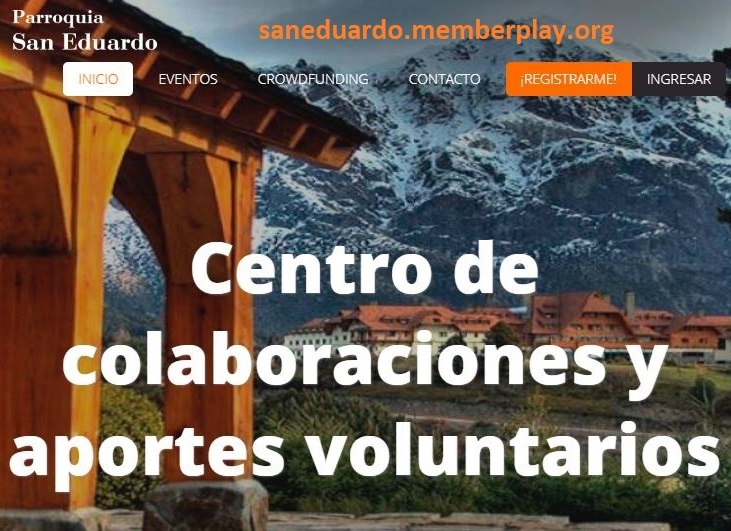 Parroquia
San Eduardo
saneduardo.memberplay.org
INICIO EVENTOS CROWDFUNDING CONTACTO ¡REGISTRARME! INGRESAR
Centro de
colaboraciones y
aportes voluntarios